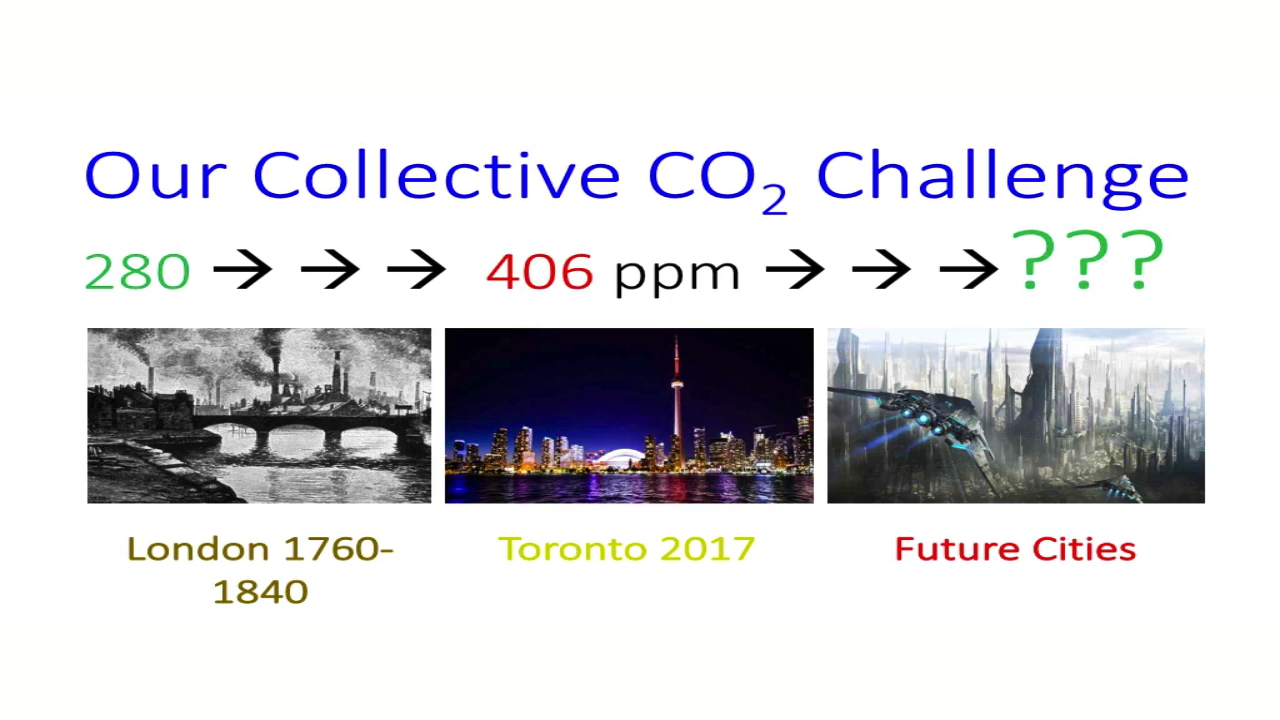 Our Collective CO₂ Challenge
280 → → → 406 ppm → → → ???
London 1760-
1840
Toronto 2017
Future Cities